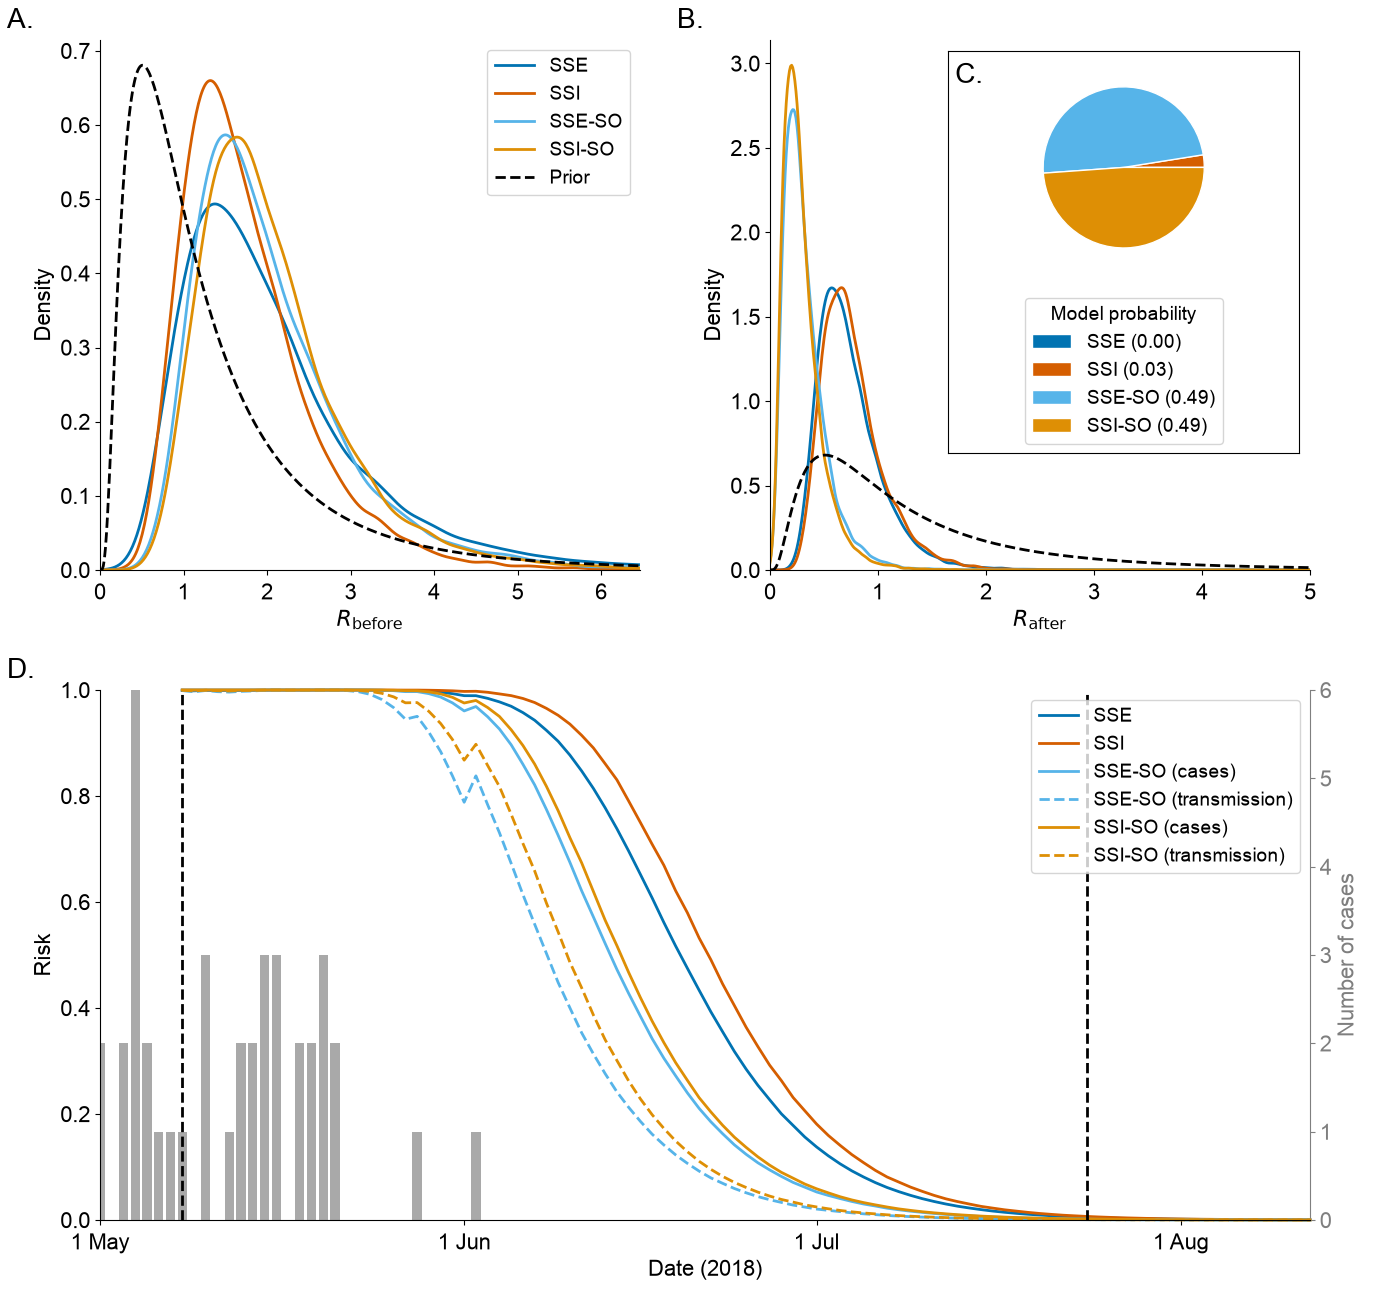 A.
0.7
0.6
0.5
0.4
0.3
0.2
0.1
0.0
Density
0 1 2 3 4 5 6
R before
SSE
SSI
SSE-SO
SSI-SO
Prior
B.
3.0
2.5
2.0
1.5
1.0
0.5
0.0
Density
0 1 2 3 4 5
R after
C.
Model probability
SSE (0.00)
SSI (0.03)
SSE-SO (0.49)
SSI-SO (0.49)
D.
1.0
0.8
0.6
0.4
0.2
0.0
Risk
1 May 1 Jun 1 Jul 1 Aug
Date (2018)
SSE
SSI
SSE-SO (cases)
SSE-SO (transmission)
SSI-SO (cases)
SSI-SO (transmission)
6
5
4
3
2
1
0
Number of cases